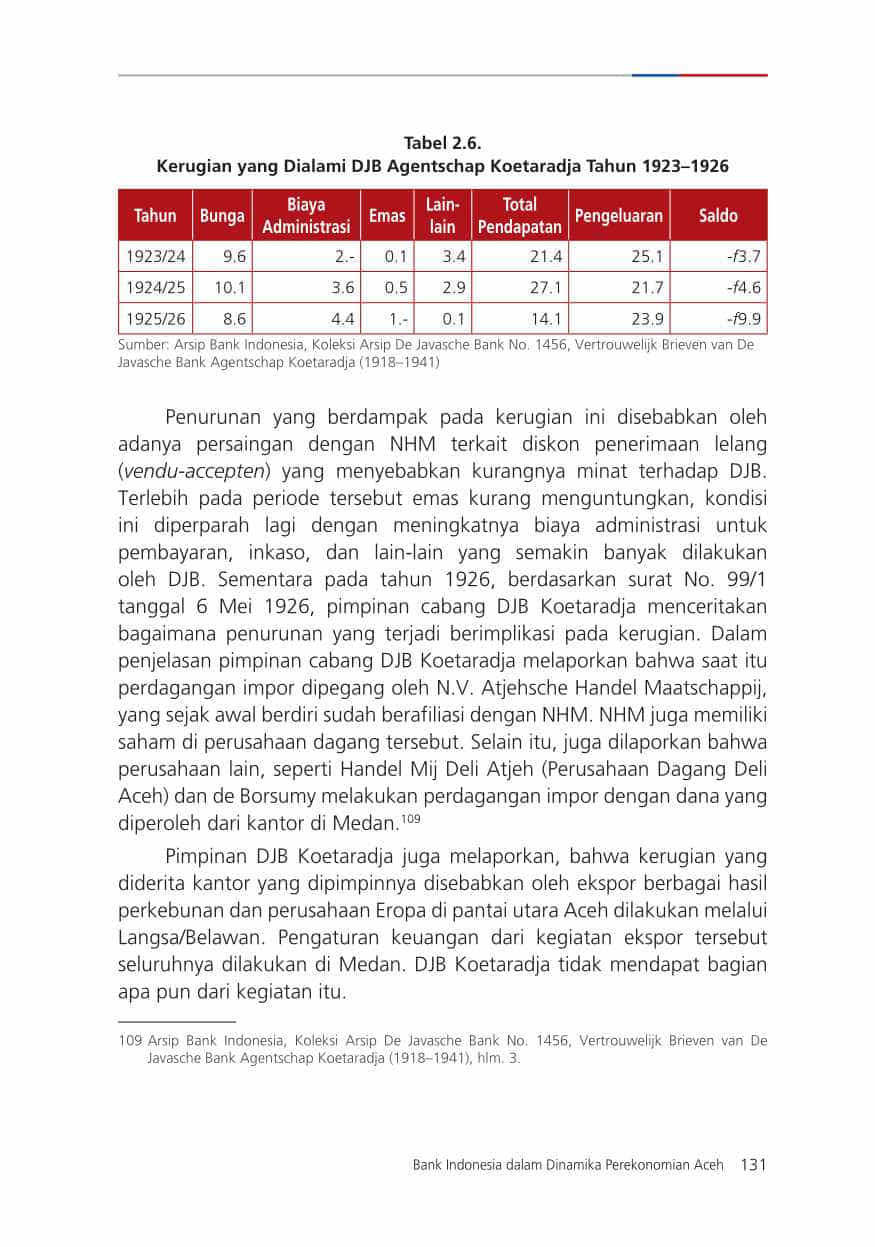 Tabel 2.6.
Kerugian yang Dialami DJB Agentschap Koetaradja Tahun 1923–1926
Tahun Bunga Biaya Administrasi Emas Lain-lain Total Pendapatan Pengeluaran Saldo
1923/24 9.6 2.- 0.1 3.4 21.4 25.1 -f3.7
1924/25 10.1 3.6 0.5 2.9 27.1 21.7 -f4.6
1925/26 8.6 4.4 1.- 0.1 14.1 23.9 -f9.9
Sumber: Arsip Bank Indonesia, Koleksi Arsip De Javasche Bank No. 1456, Vertrouwelijk Brieven van De
Javasche Bank Agentschap Koetaradja (1918–1941)
Penurunan yang berdampak pada kerugian ini disebabkan oleh
adanya persaingan dengan NHM terkait diskon penerimaan lelang
(vendu-accepten) yang menyebabkan kurangnya minat terhadap DJB.
Terlebih pada periode tersebut emas kurang menguntungkan, kondisi
ini diperparah lagi dengan meningkatnya biaya administrasi untuk
pembayaran, inkaso, dan lain-lain yang semakin banyak dilakukan
oleh DJB. Sementara pada tahun 1926, berdasarkan surat No. 99/1
tanggal 6 Mei 1926, pimpinan cabang DJB Koetaradja menceritakan
bagaimana penurunan yang terjadi berimplikasi pada kerugian. Dalam
penjelasan pimpinan cabang DJB Koetaradja melaporkan bahwa saat itu
perdagangan impor dipegang oleh N.V. Atjehsche Handel Maatschappij,
yang sejak awal berdiri sudah berafiliasi dengan NHM. NHM juga memiliki
saham di perusahaan dagang tersebut. Selain itu, juga dilaporkan bahwa
perusahaan lain, seperti Handel Mij Deli Atjeh (Perusahaan Dagang Deli
Aceh) dan de Borsumy melakukan perdagangan impor dengan dana yang
diperoleh dari kantor di Medan.109
Pimpinan DJB Koetaradja juga melaporkan, bahwa kerugian yang
diderita kantor yang dipimpinnya disebabkan oleh ekspor berbagai hasil
perkebunan dan perusahaan Eropa di pantai utara Aceh dilakukan melalui
Langsa/Belawan. Pengaturan keuangan dari kegiatan ekspor tersebut
seluruhnya dilakukan di Medan. DJB Koetaradja tidak mendapat bagian
apa pun dari kegiatan itu.
109 Arsip Bank Indonesia, Koleksi Arsip De Javasche Bank No. 1456, Vertrouwelijk Brieven van De
Javasche Bank Agentschap Koetaradja (1918–1941), hlm. 3.
Bank Indonesia dalam Dinamika Perekonomian Aceh 131